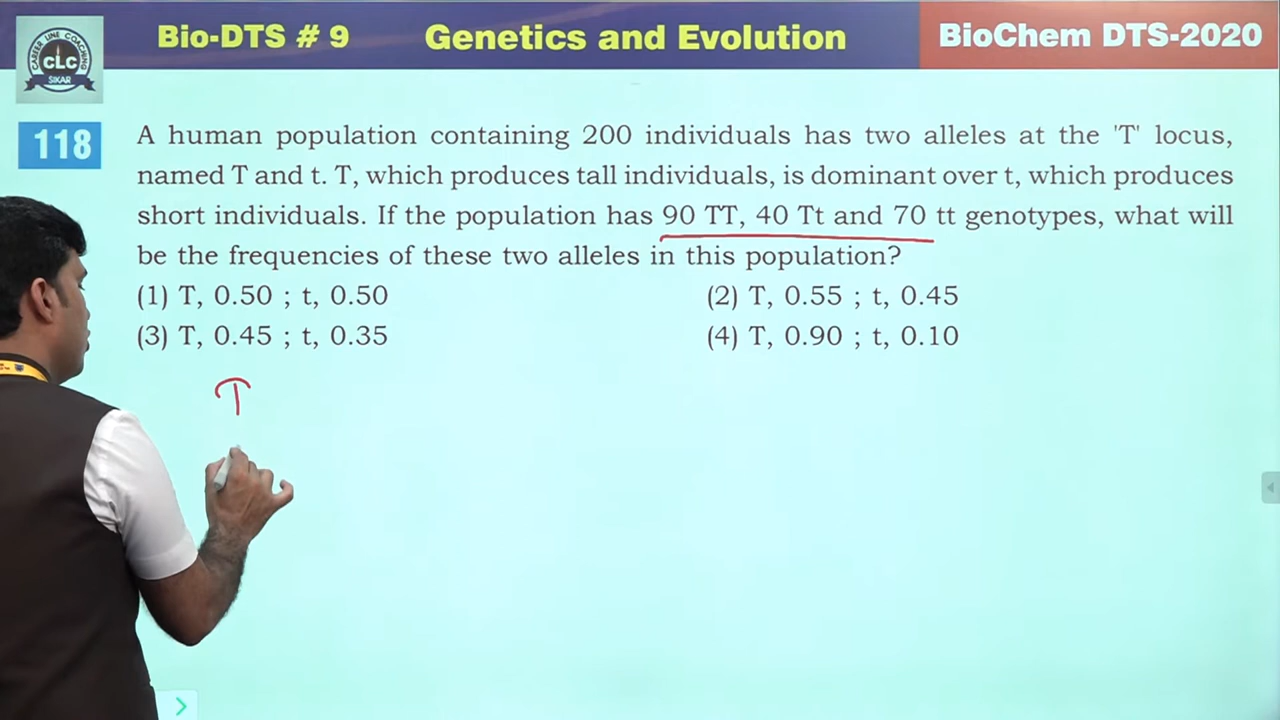 CAREER LINE COACHING
CLC
SIKAR
Bio-DTS # 9
Genetics and Evolution
BioChem DTS-2020
118
A human population containing 200 individuals has two alleles at the 'T' locus,
named T and t. T, which produces tall individuals, is dominant over t, which produces
short individuals. If the population has 90 TT, 40 Tt and 70 tt genotypes, what will
be the frequencies of these two alleles in this population?
(1) T, 0.50 ; t, 0.50
(2) T, 0.55 ; t, 0.45
(3) T, 0.45 ; t, 0.35
(4) T, 0.90 ; t, 0.10
T